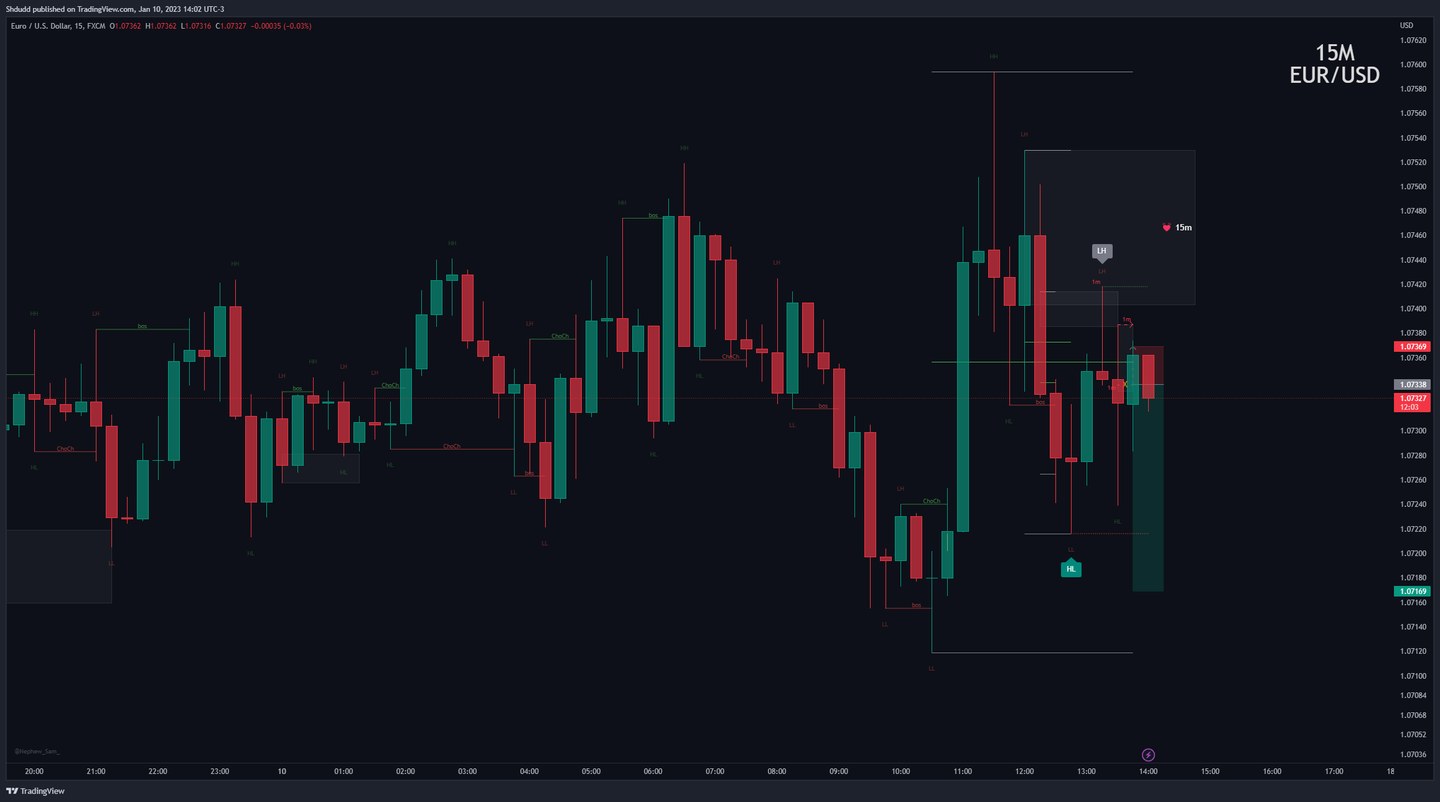 Shdudd published on TradingView.com, Jan 10, 2023 14:02 UTC-3
Euro / U.S. Dollar, 15, FXCM O1.07362 H1.07362 L1.07316 C1.07327 −0.00035 (−0.03%)
USD
15M
EUR/USD
1.07620
1.07600
1.07580
1.07560
1.07540
1.07520
1.07500
1.07480
1.07460
1.07440
1.07420
1.07400
1.07380
1.07369
1.07360
1.07338
1.07327
12:03
1.07300
1.07280
1.07260
1.07240
1.07220
1.07200
1.07180
1.07169
1.07160
1.07140
1.07120
1.07100
1.07084
1.07068
1.07052
1.07036
HH
LH
HH
bos
HH
HH
LH
15m
LH
LH
1m
1m
1m
X
HH
LH
bos
HH
LH
HH
LH
LH
bos
ChoCh
LH
ChoCh
ChoCh
HL
HL
HL
HL
ChoCh
LL
bos
LL
HL
HL
ChoCh
LH
LL
bos
LH
ChoCh
HL
bos
HL
LL
HL
LL
HL
LL
bos
LL
LL
@Nephew_Sam_
20:00 21:00 22:00 23:00 10 01:00 02:00 03:00 04:00 05:00 06:00 07:00 08:00 09:00 10:00 11:00 12:00 13:00 14:00 15:00 16:00 17:00 18
TradingView